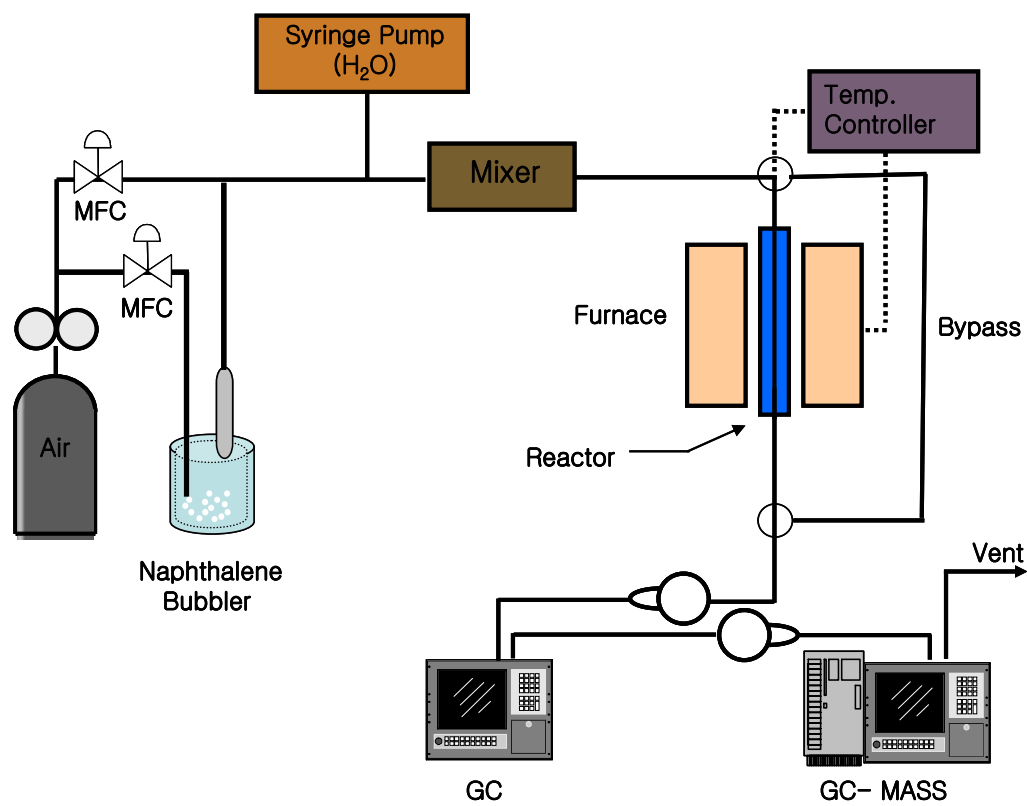 Syringe Pump
(H₂O)
Temp.
Controller
Mixer
MFC
MFC
Furnace
Bypass
Air
Reactor
Naphthalene
Bubbler
Vent
GC
GC- MASS